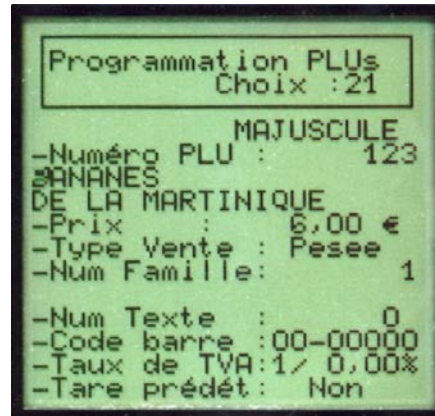 Programmation PLUs
Choix :21
MAJUSCULE
-Numéro PLU : 123
BANANES
DE LA MARTINIQUE
-Prix : 6,00 €
-Type Vente : Pesee
-Num Famille: 1
-Num Texte : 0
-Code barre :00-00000
-Taux de TVA:1/ 0,00%
-Tare prédét: Non